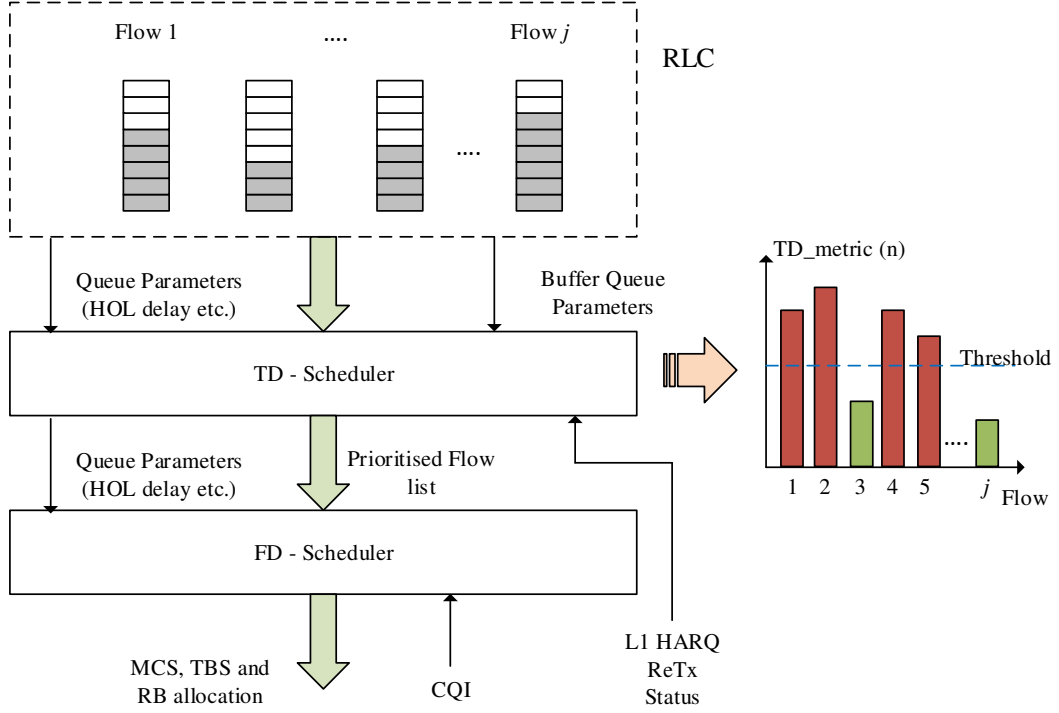 Flow 1
....
Flow j
RLC
....
Queue Parameters
(HOL delay etc.)
Buffer Queue
Parameters
TD - Scheduler
Queue Parameters
(HOL delay etc.)
Prioritised Flow
list
FD - Scheduler
MCS, TBS and
RB allocation
CQI
L1 HARQ
ReTx
Status
TD_metric (n)
Threshold
....
1 2 3 4 5 j
Flow